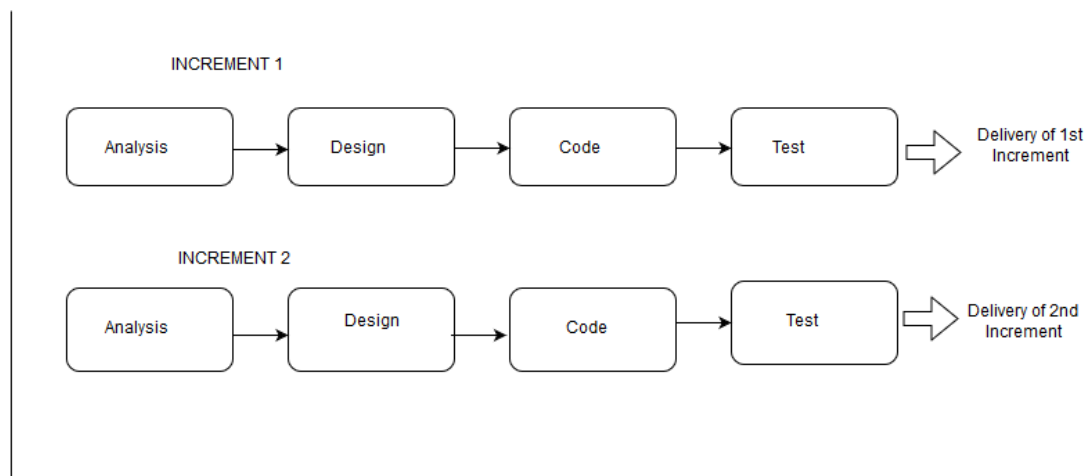 INCREMENT 1
Analysis
Design
Code
Test
Delivery of 1st
Increment
INCREMENT 2
Analysis
Design
Code
Test
Delivery of 2nd
Increment